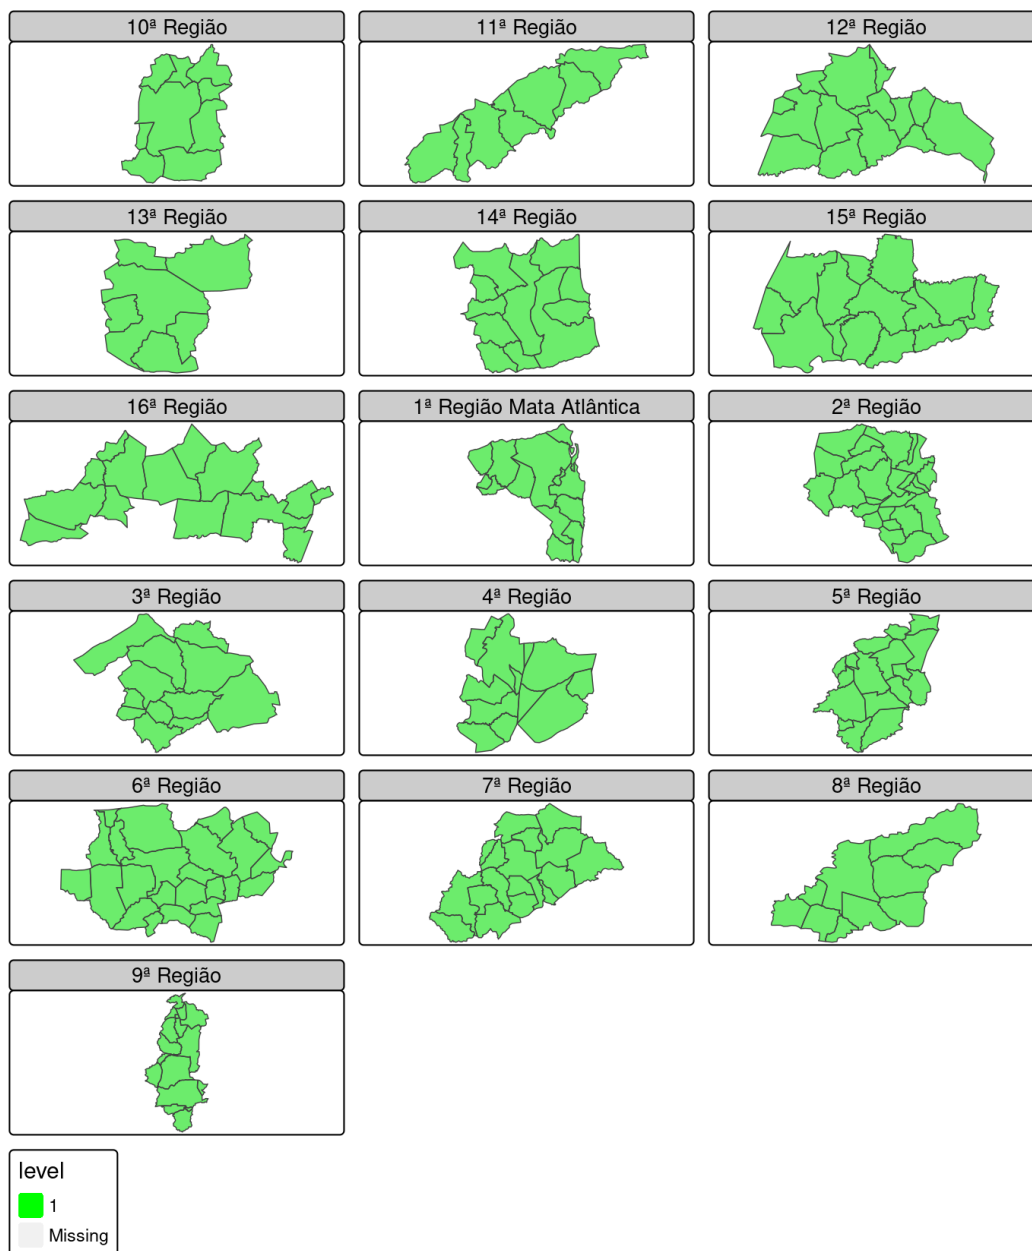 10ª Região
11ª Região
12ª Região
13ª Região
14ª Região
15ª Região
16ª Região
1ª Região Mata Atlântica
2ª Região
3ª Região
4ª Região
5ª Região
6ª Região
7ª Região
8ª Região
9ª Região
level
1
Missing